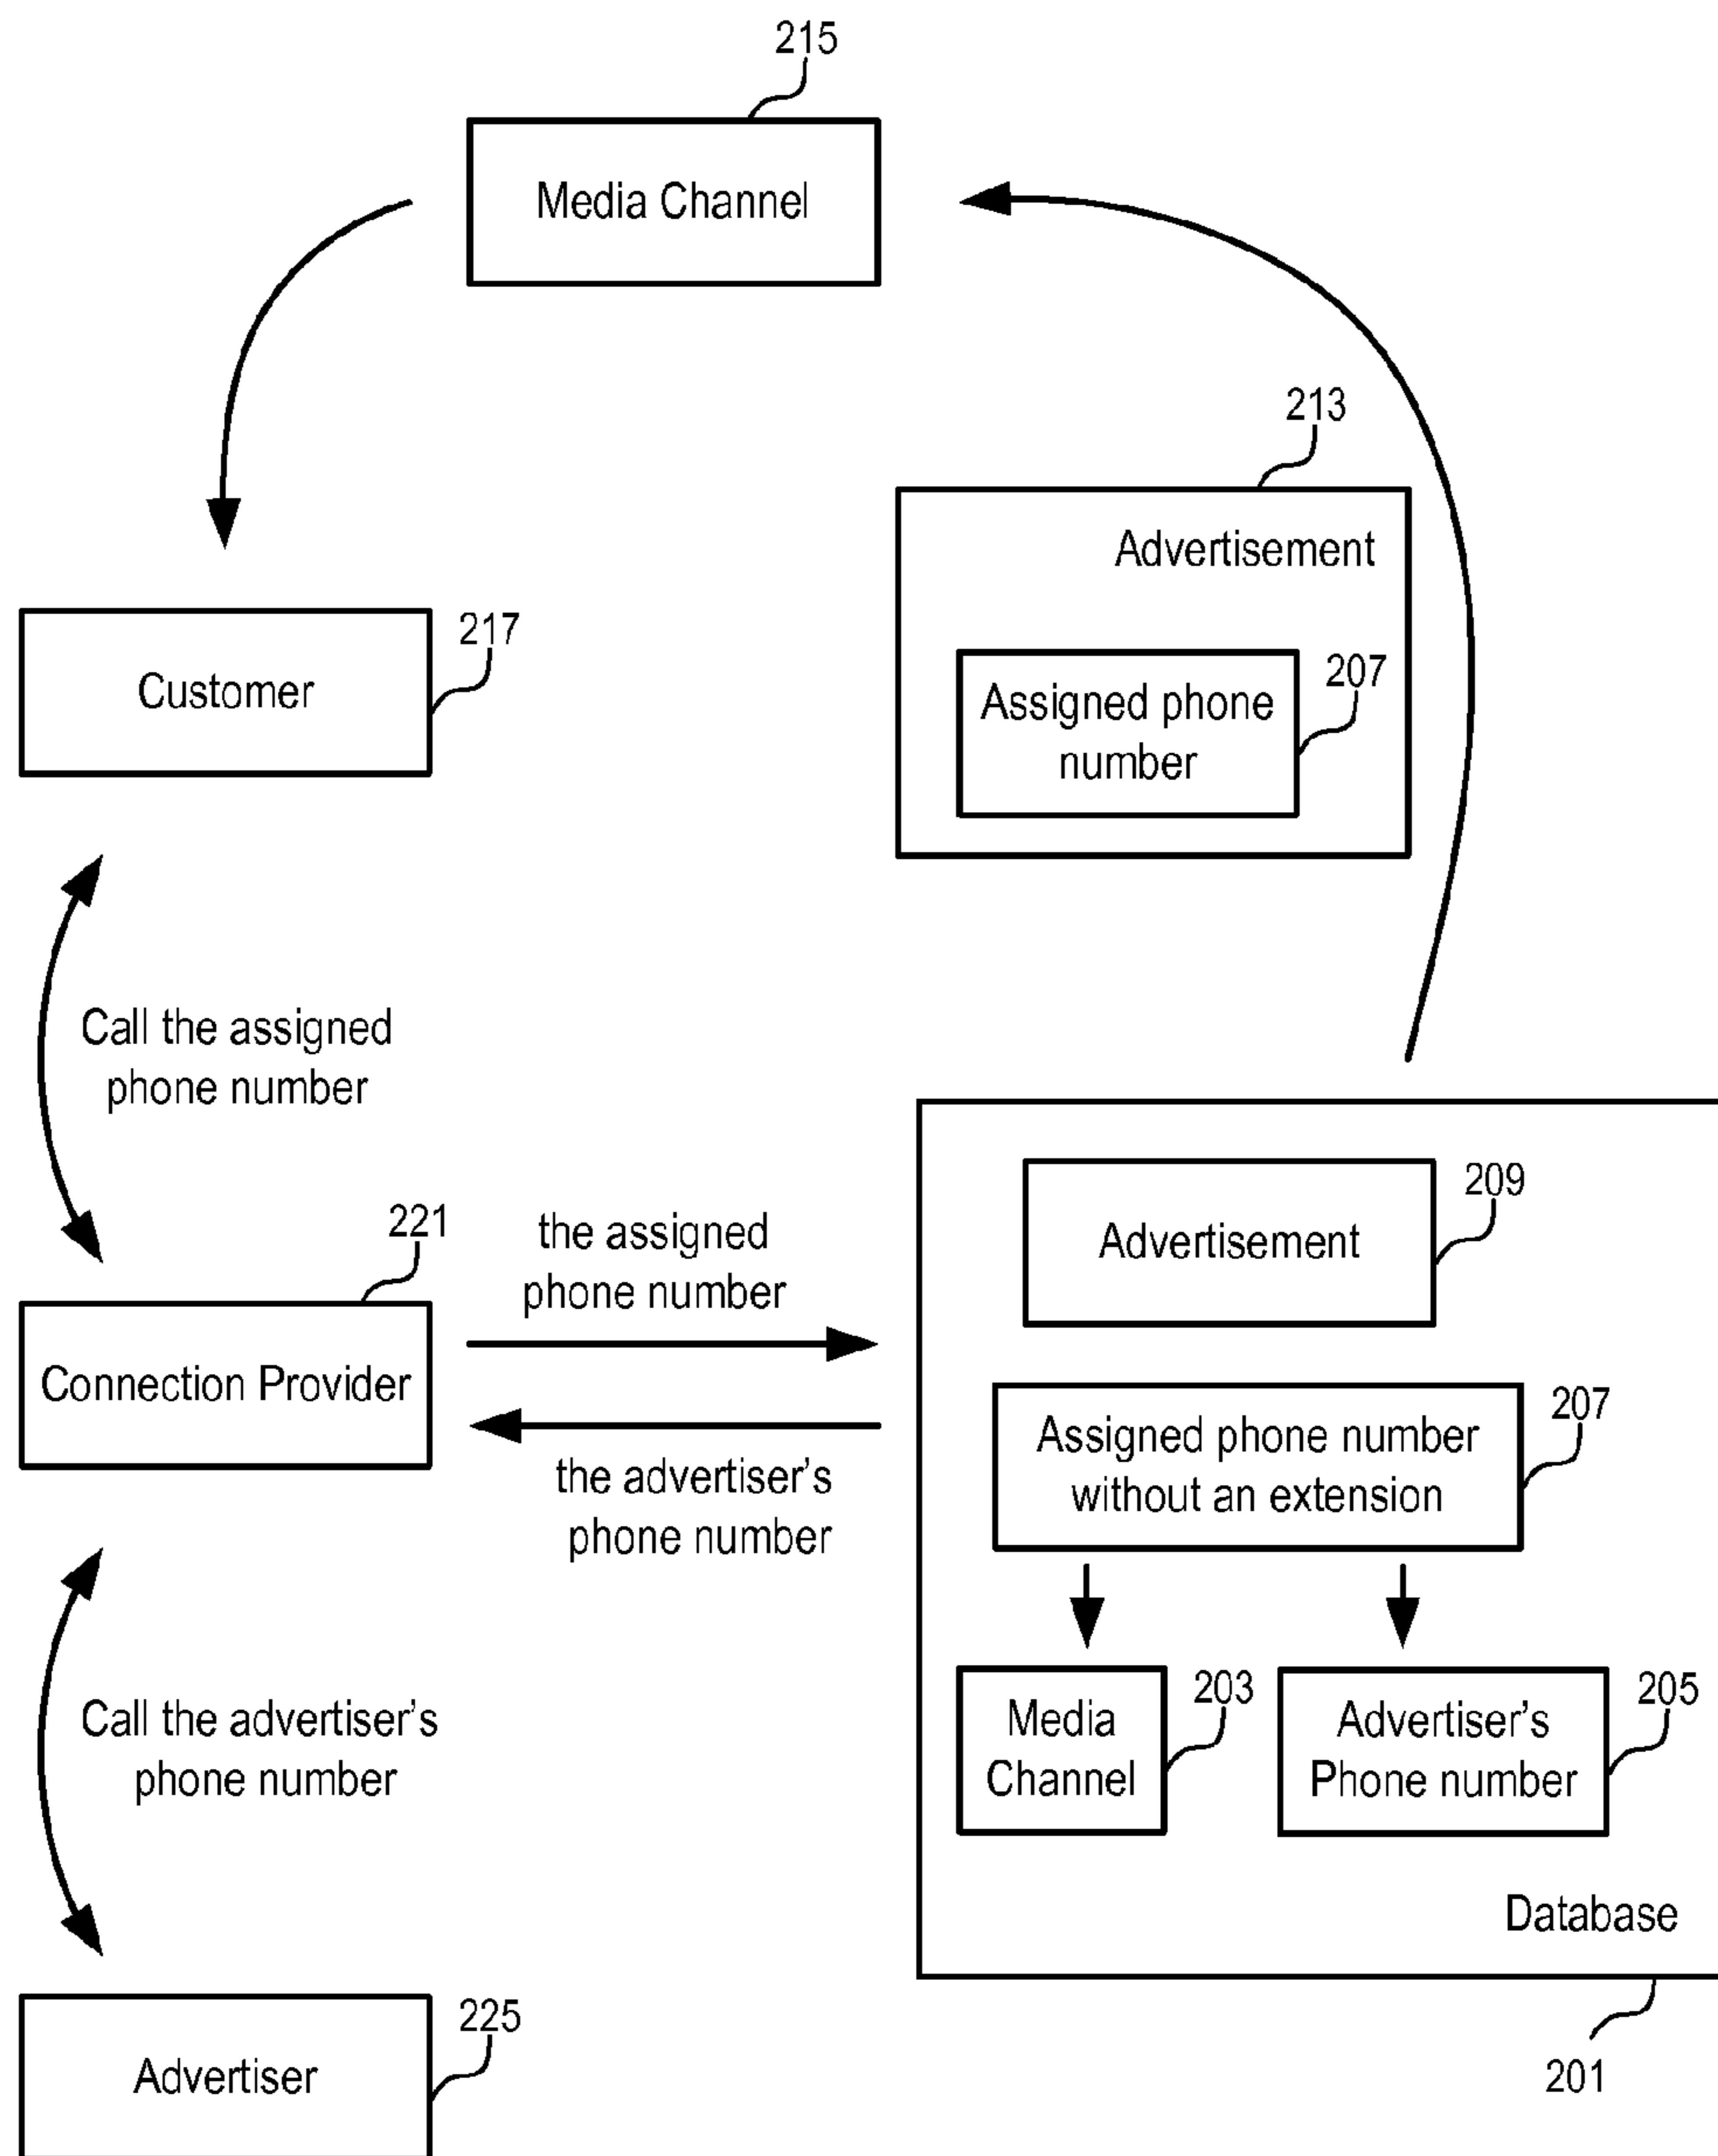 215
Media Channel
213
Advertisement
217
Customer
207
Assigned phone
number
Call the assigned
phone number
221
the assigned
phone number
209
Advertisement
Connection Provider
207
Assigned phone number
without an extension
the advertiser's
phone number
203
Media
Channel
205
Advertiser's
Phone number
Call the advertiser's
phone number
Database
225
Advertiser
201